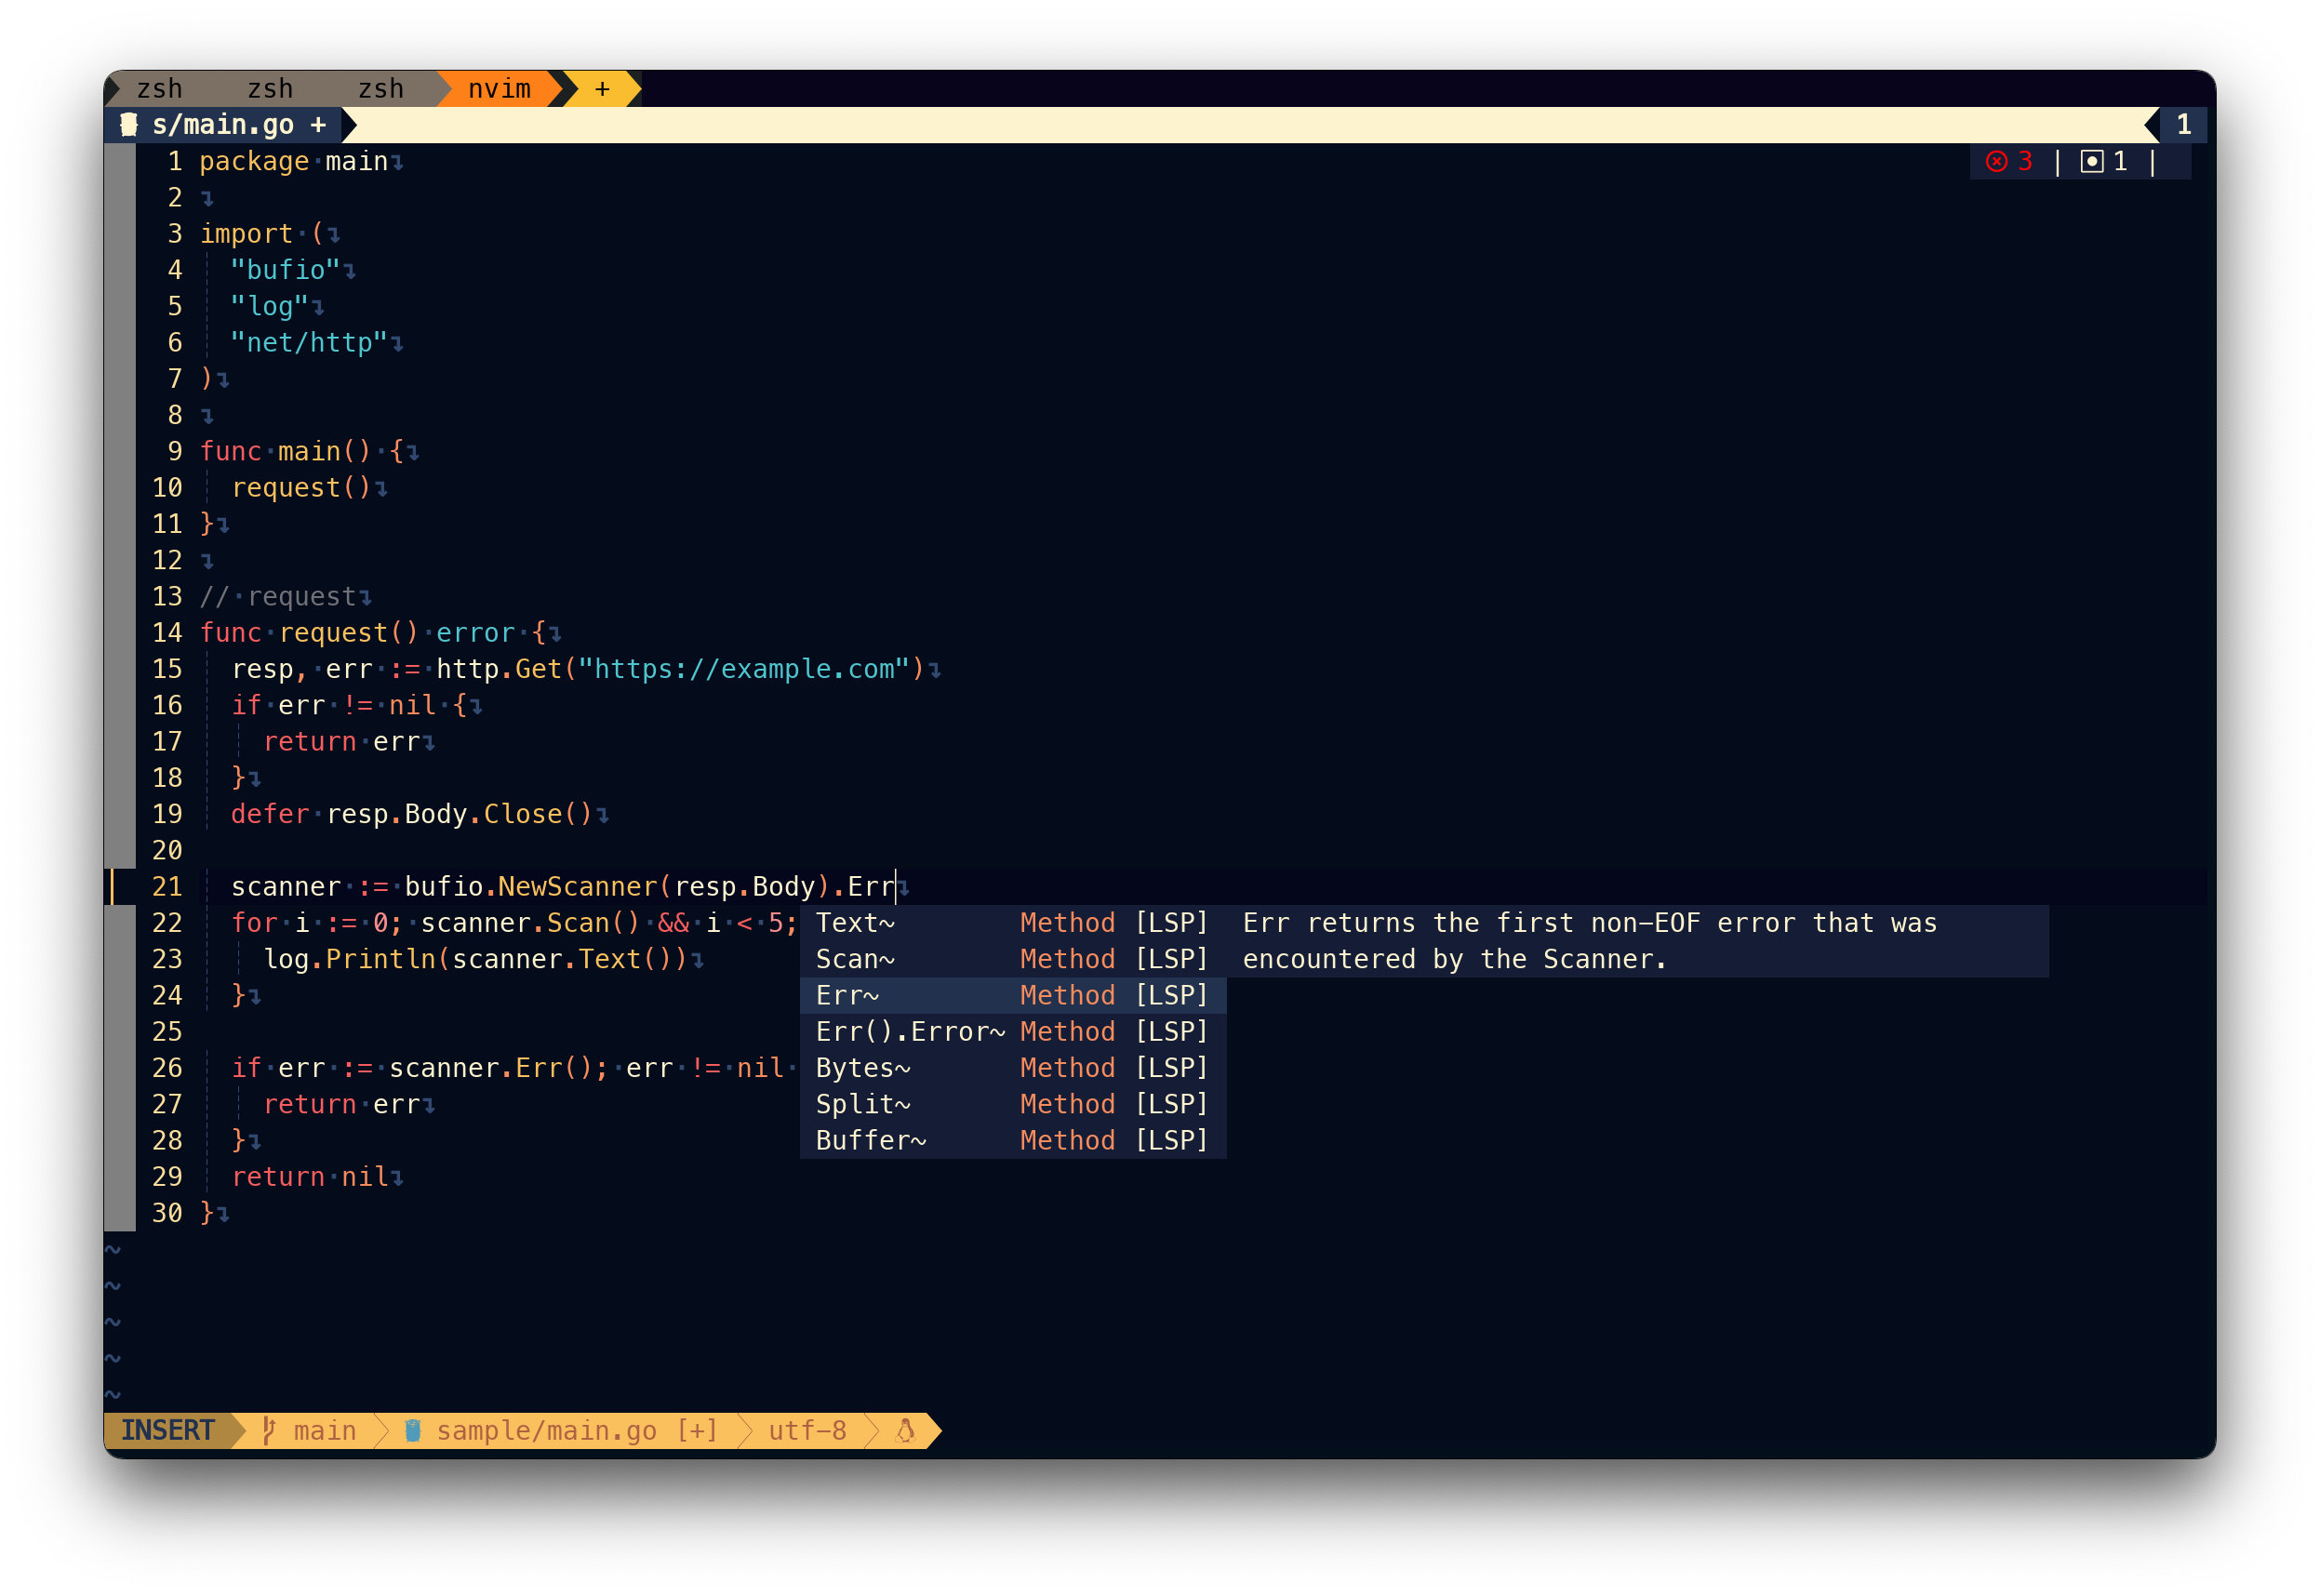 zsh zsh zsh nvim +
s/main.go + 1
1 package main
3 | 1 |
2
3 import (
4 "bufio"
5 "log"
6 "net/http"
7 )
8
9 func main() {
10 request()
11 }
12
13 // request
14 func request() error {
15 resp, err := http.Get("https://example.com")
16 if err != nil {
17 return err
18 }
19 defer resp.Body.Close()
20
21 scanner := bufio.NewScanner(resp.Body).Err
22 for i := 0; scanner.Scan() && i < 5; Text~ Method [LSP] Err returns the first non-EOF error that was
23 log.Println(scanner.Text()) Scan~ Method [LSP] encountered by the Scanner.
24 } Err~ Method [LSP]
25 Err().Error~ Method [LSP]
26 if err := scanner.Err(); err != nil Bytes~ Method [LSP]
27 return err Split~ Method [LSP]
28 } Buffer~ Method [LSP]
29 return nil
30 }
~
~
~
~
~
INSERT main sample/main.go [+] utf-8